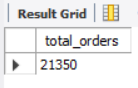 Result Grid
total_orders
21350